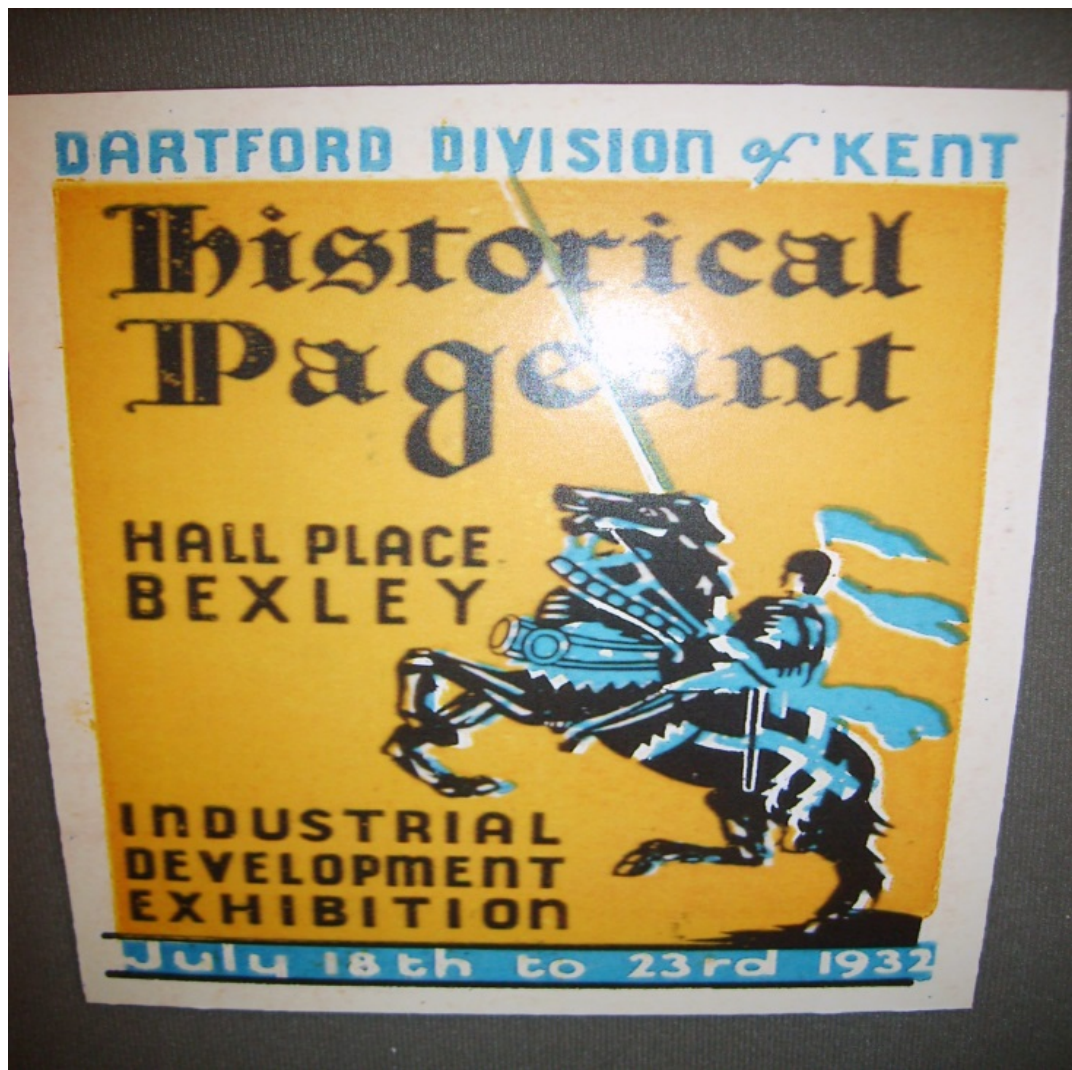 DARTFORD DIVISION of KENT
Historical
Pageant
HALL PLACE
BEXLEY
INDUSTRIAL
DEVELOPMENT
EXHIBITION
July 18th to 23rd 1932